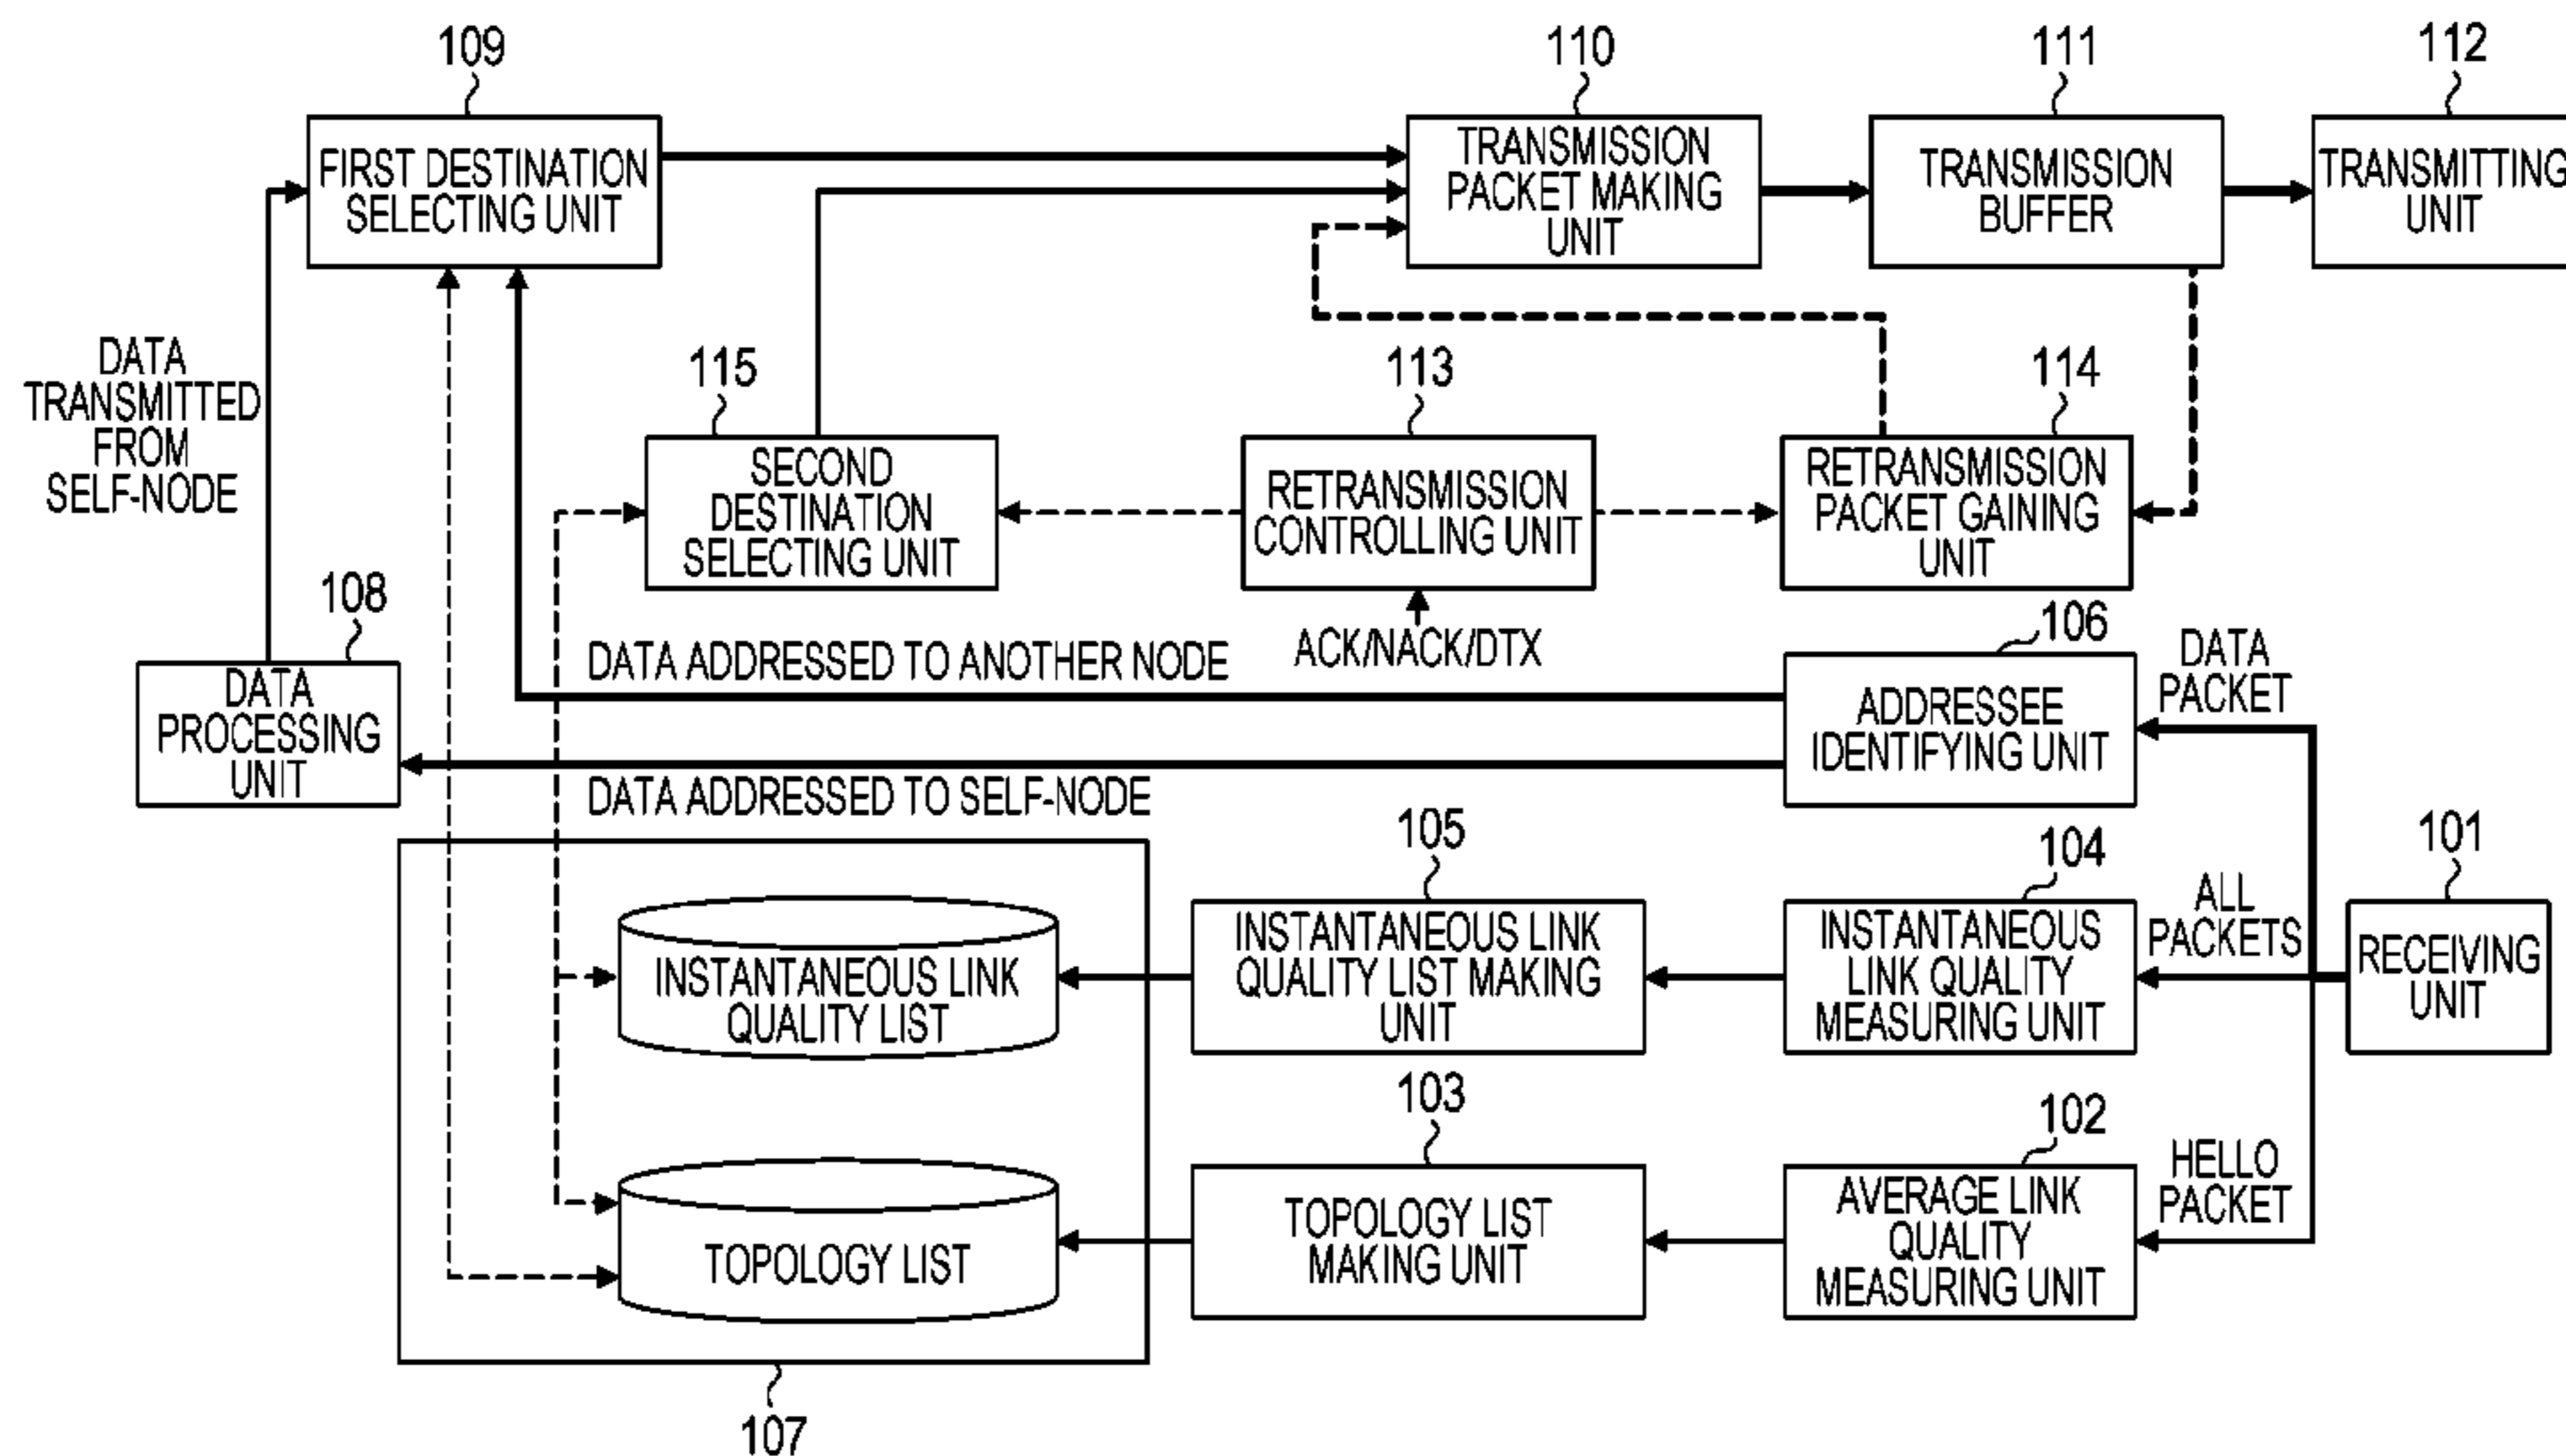 109
110
111
112
FIRST DESTINATION
SELECTING UNIT
TRANSMISSION
PACKET MAKING
UNIT
TRANSMISSION
BUFFER
TRANSMITTING
UNIT
DATA
TRANSMITTED
FROM
SELF-NODE
115
113
114
SECOND
DESTINATION
SELECTING UNIT
RETRANSMISSION
CONTROLLING UNIT
RETRANSMISSION
PACKET GAINING
UNIT
108
DATA ADDRESSED TO ANOTHER NODE
ACK/NACK/DTX
106
DATA
PACKET
DATA
PROCESSING
UNIT
ADDRESSEE
IDENTIFYING UNIT
DATA ADDRESSED TO SELF-NODE
105
104
101
INSTANTANEOUS LINK
QUALITY LIST
INSTANTANEOUS LINK
QUALITY LIST MAKING
UNIT
INSTANTANEOUS
LINK QUALITY
MEASURING UNIT
ALL
PACKETS
RECEIVING
UNIT
103
102
TOPOLOGY LIST
TOPOLOGY LIST
MAKING UNIT
AVERAGE LINK
QUALITY
MEASURING UNIT
HELLO
PACKET
107